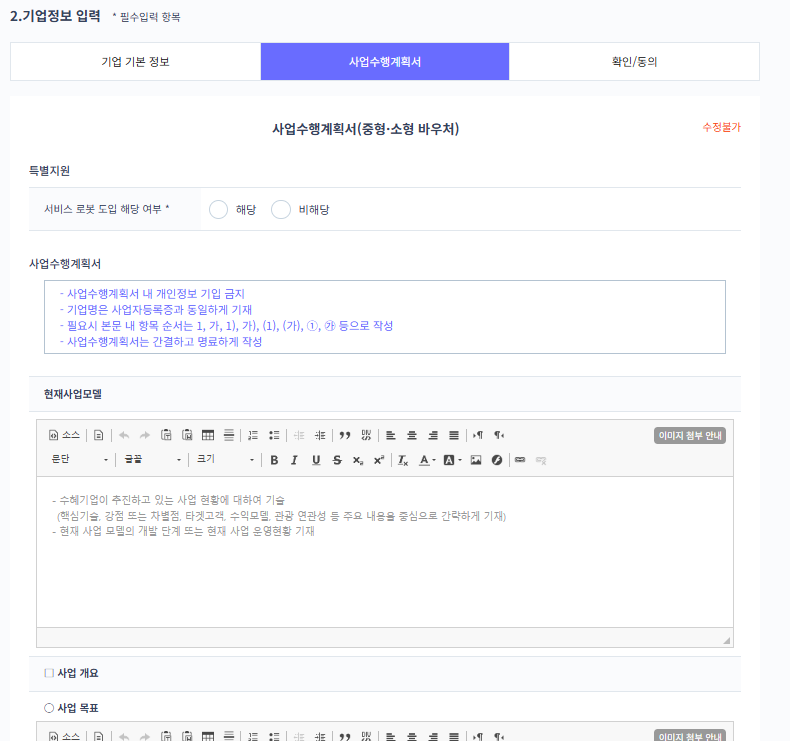 2.기업정보 입력 * 필수입력 항목
기업 기본 정보 사업수행계획서 확인/동의
사업수행계획서(중형·소형 바우처) 수정불가
특별지원
서비스 로봇 도입 해당 여부 * 해당 비해당
사업수행계획서
- 사업수행계획서 내 개인정보 기입 금지
- 기업명은 사업자등록증과 동일하게 기재
- 필요시 본문 내 항목 순서는 1, 가, 1), 가), (1), (가), ①, ㉮ 등으로 작성
- 사업수행계획서는 간결하고 명료하게 작성
현재사업모델
소스 이미지 첨부 안내
문단 글꼴 크기
- 수혜기업이 추진하고 있는 사업 현황에 대하여 기술
(핵심기술, 강점 또는 차별점, 타겟고객, 수익모델, 관광 연관성 등 주요 내용을 중심으로 간략하게 기재)
- 현재 사업 모델의 개발 단계 또는 현재 사업 운영현황 기재
□ 사업 개요
○ 사업 목표
소스 이미지 첨부 안내